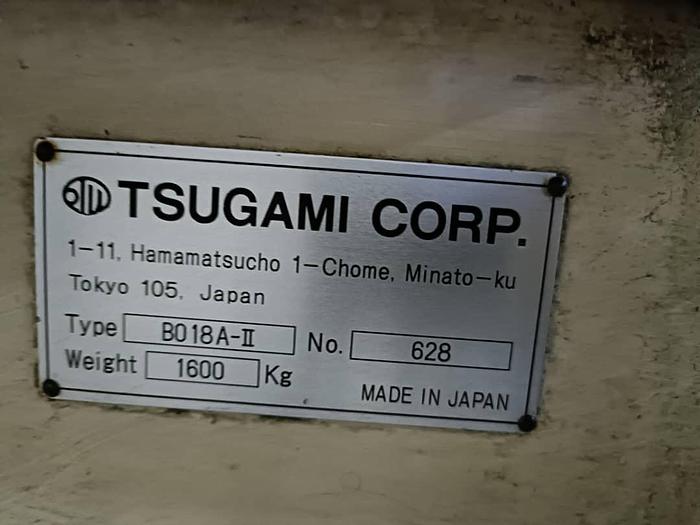 TSUGAMI CORP.
1-11, Hamamatsucho 1-Chome, Minato-ku
Tokyo 105, Japan
Type BO18A-II No. 628
Weight 1600 Kg
MADE IN JAPAN